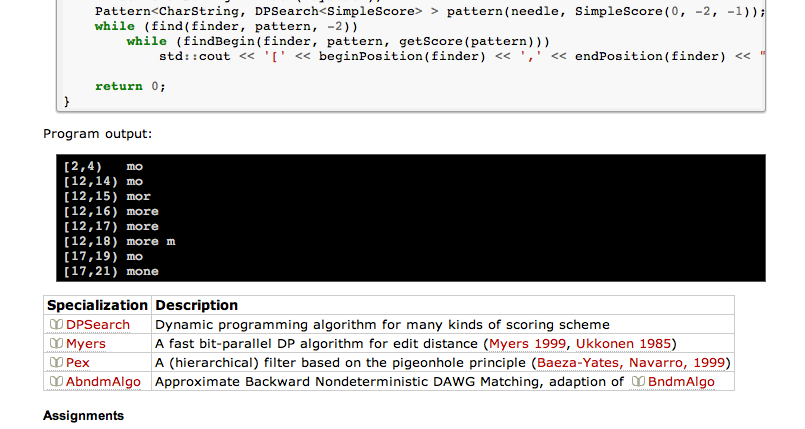 Pattern<CharString, DPSearch<SimpleScore> > pattern(needle, SimpleScore(0, -2, -1));
while (find(finder, pattern, -2))
while (findBegin(finder, pattern, getScore(pattern)))
std::cout << '[' << beginPosition(finder) << ',' << endPosition(finder) << "
return 0;
}
Program output:
[2,4) mo
[12,14) mo
[12,15) mor
[12,16) more
[12,17) more
[12,18) more m
[17,19) mo
[17,21) mone
Specialization Description
DPSearch Dynamic programming algorithm for many kinds of scoring scheme
Myers A fast bit-parallel DP algorithm for edit distance (Myers 1999, Ukkonen 1985)
Pex A (hierarchical) filter based on the pigeonhole principle (Baeza-Yates, Navarro, 1999)
AbndmAlgo Approximate Backward Nondeterministic DAWG Matching, adaption of BndmAlgo
Assignments